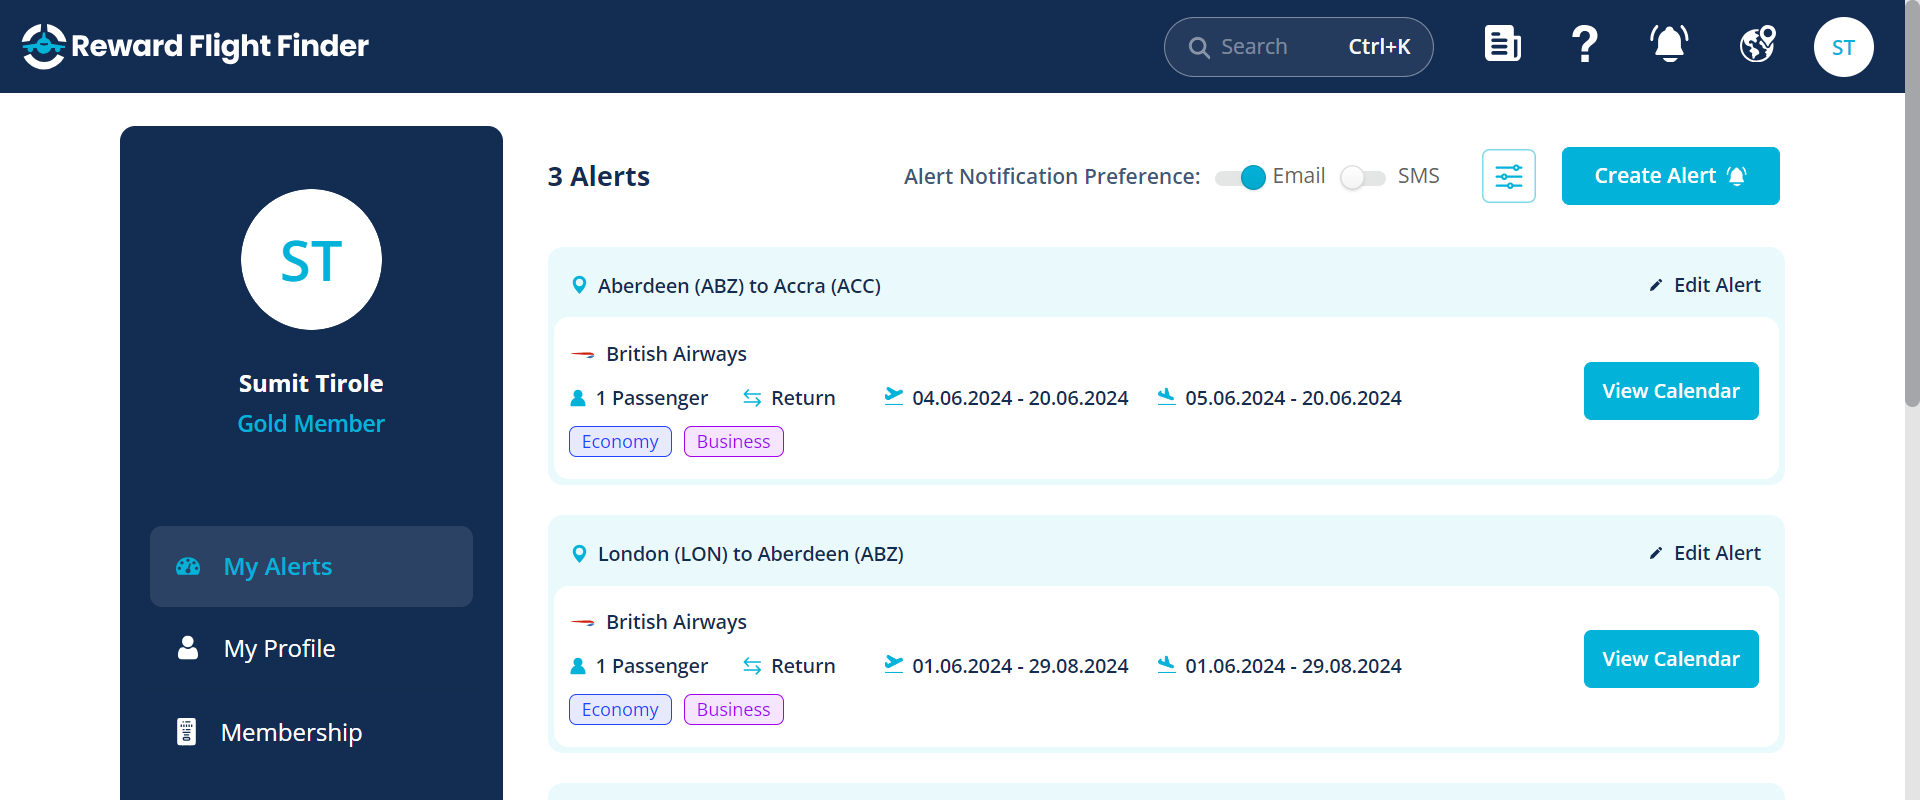 Reward Flight Finder
Search Ctrl+K
ST
ST
Sumit Tirole
Gold Member
My Alerts
My Profile
Membership
3 Alerts
Alert Notification Preference: Email SMS
Create Alert
Aberdeen (ABZ) to Accra (ACC)
Edit Alert
British Airways
1 Passenger Return 04.06.2024 - 20.06.2024 05.06.2024 - 20.06.2024
View Calendar
Economy Business
London (LON) to Aberdeen (ABZ)
Edit Alert
British Airways
1 Passenger Return 01.06.2024 - 29.08.2024 01.06.2024 - 29.08.2024
View Calendar
Economy Business